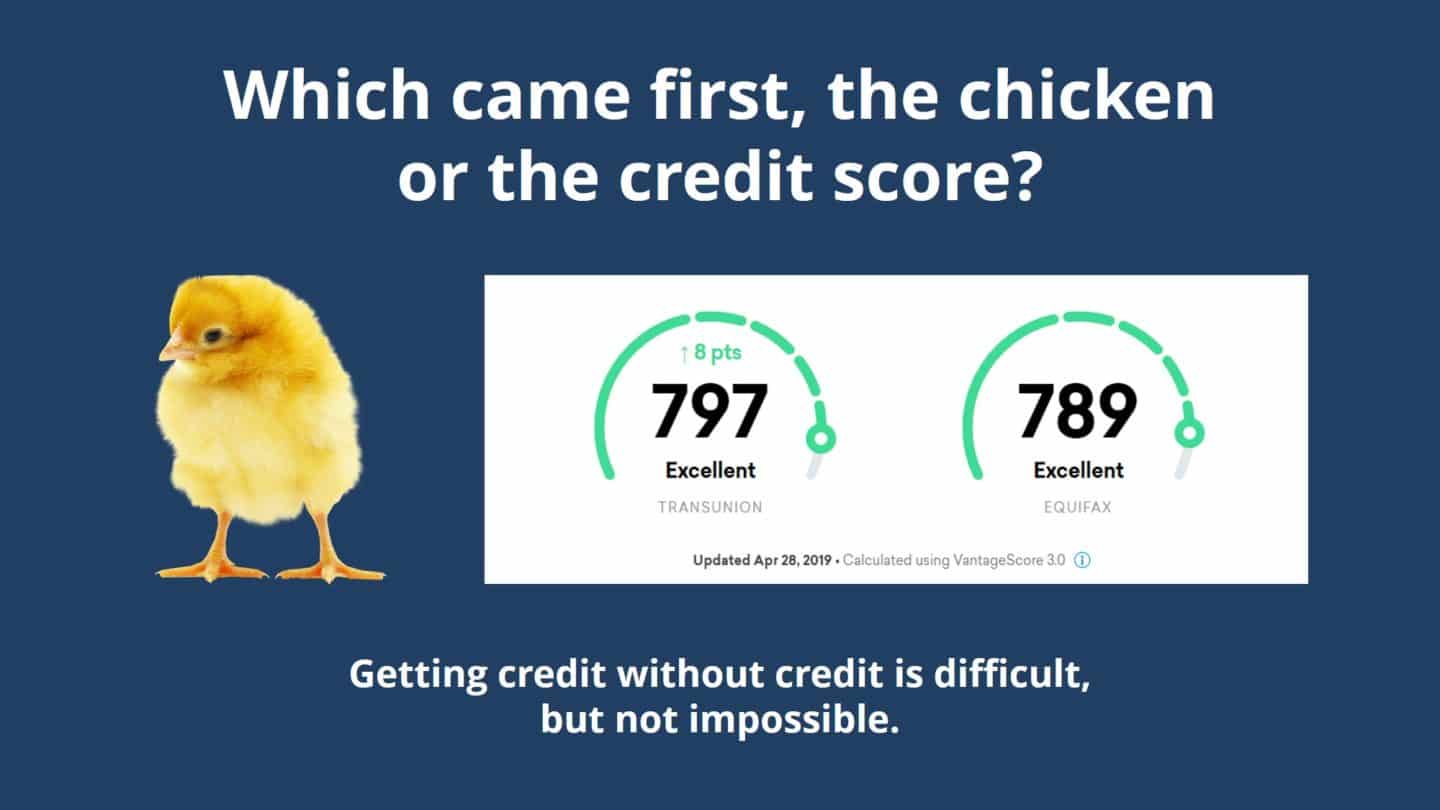 Which came first, the chicken
or the credit score?
↑ 8 pts
797
Excellent
TRANSUNION
789
Excellent
EQUIFAX
Updated Apr 28, 2019 • Calculated using VantageScore 3.0 ⓘ
Getting credit without credit is difficult,
but not impossible.